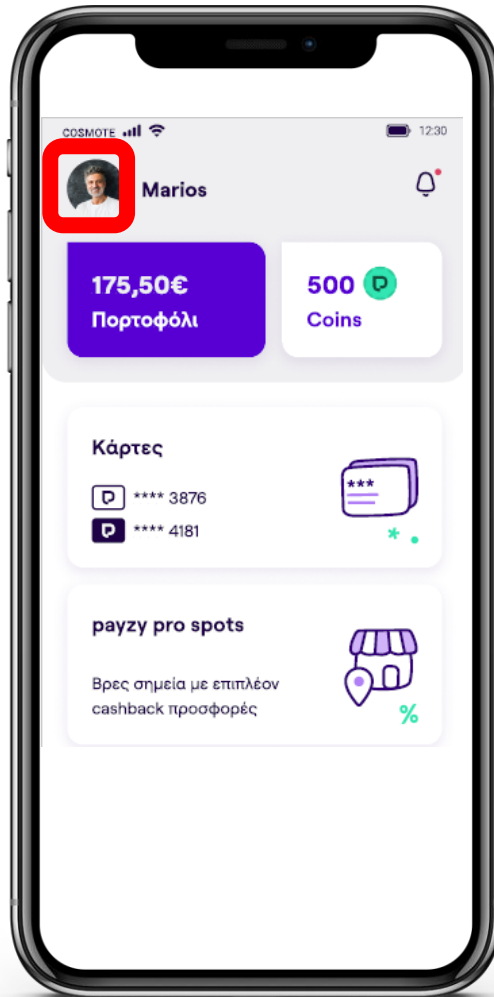 COSMOTE 12:30
Marios
175,50€
Πορτοφόλι
500
Coins
Κάρτες
**** 3876
**** 4181
***
payzy pro spots
Βρες σημεία με επιπλέον
cashback προσφορές
%